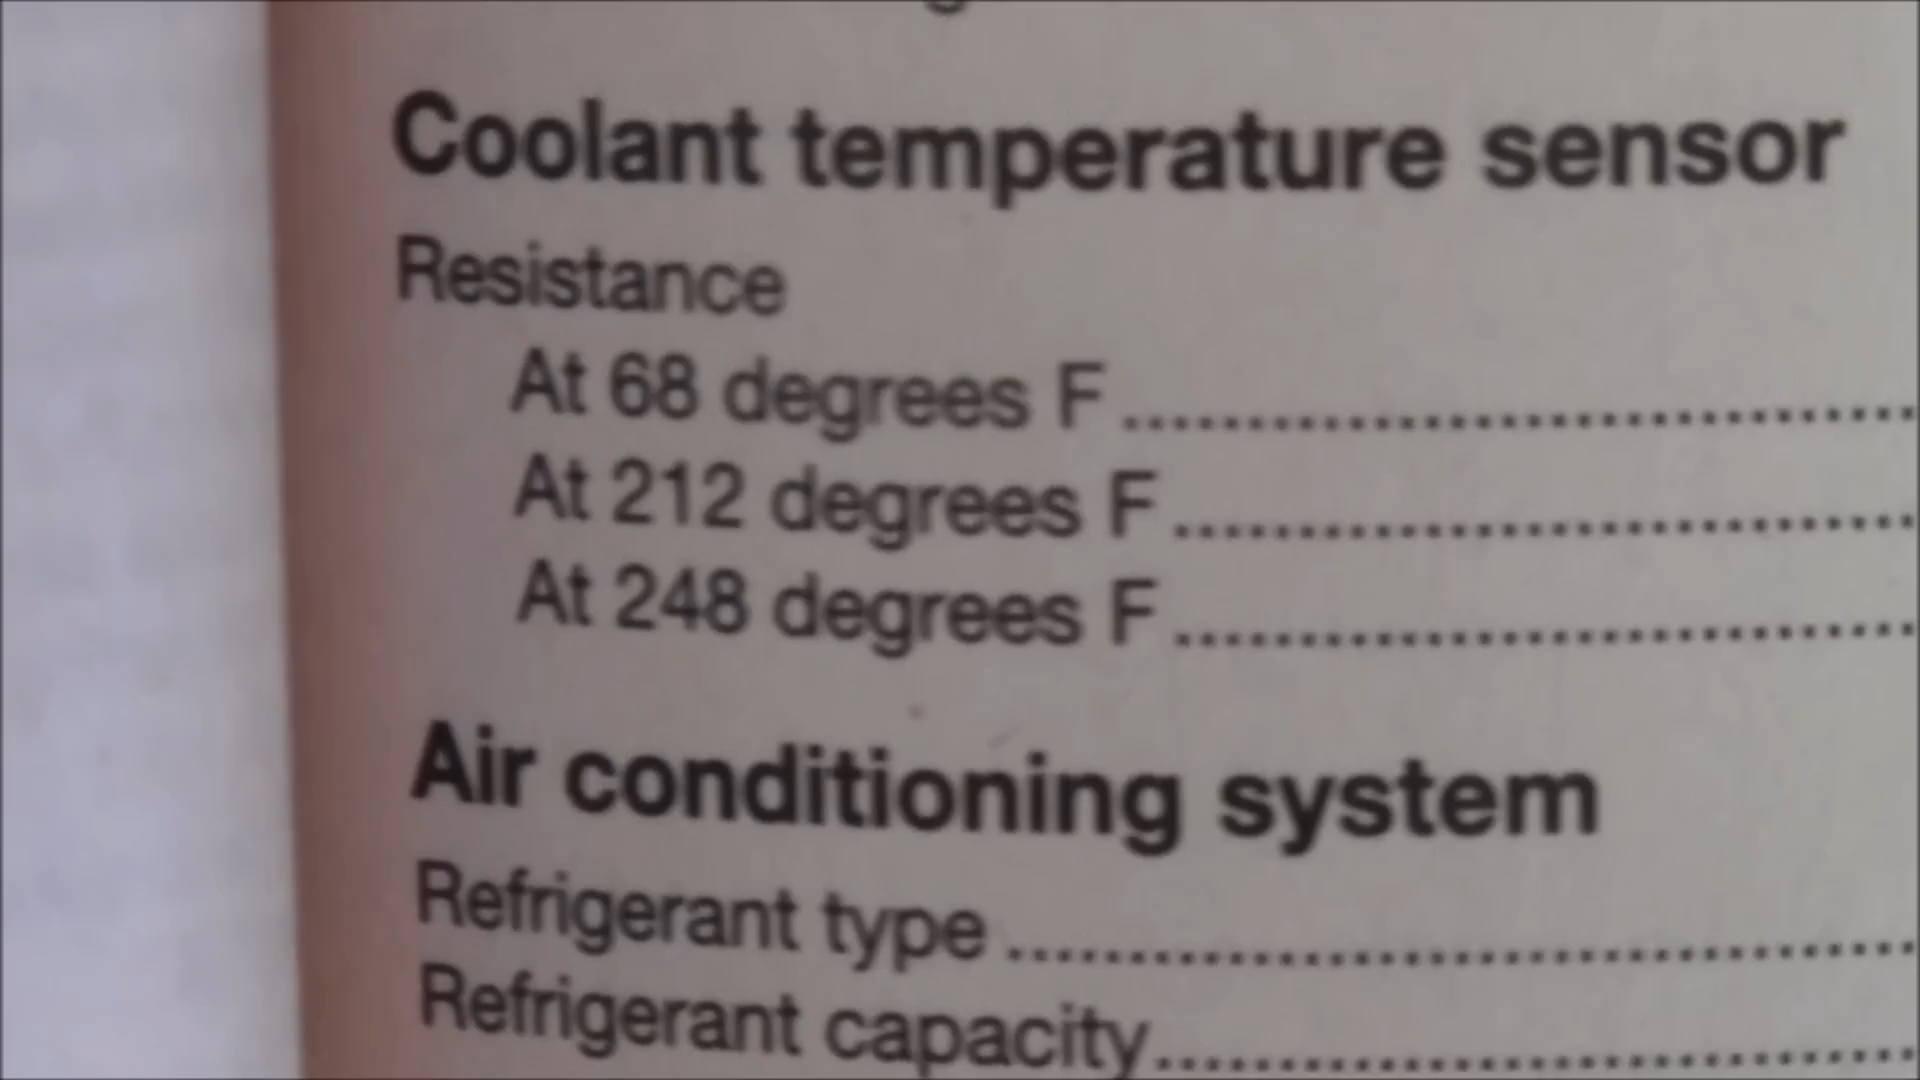 Coolant temperature sensor
Resistance
At 68 degrees F ................................
At 212 degrees F ..............................
At 248 degrees F ..............................
Air conditioning system
Refrigerant type ....................................
Refrigerant capacity ..............................